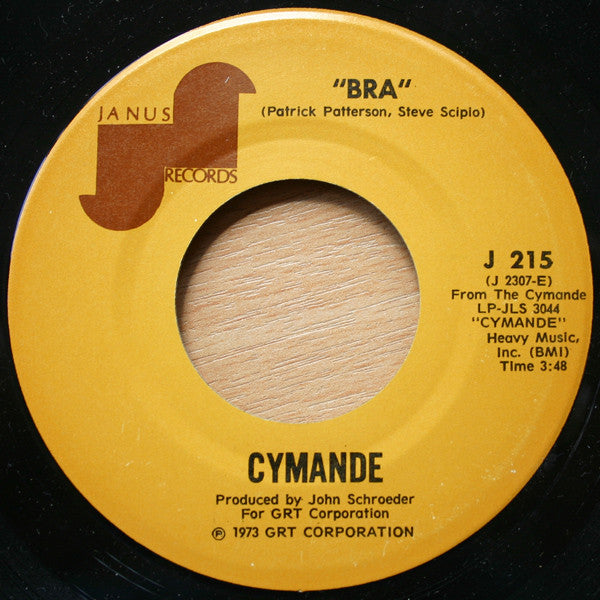 JANUS
RECORDS
"BRA"
(Patrick Patterson, Steve Scipio)
J 215
(J 2307-E)
From The Cymande
LP-JLS 3044
"CYMANDE"
Heavy Music,
Inc. (BMI)
Time 3:48
CYMANDE
Produced by John Schroeder
For GRT Corporation
℗ 1973 GRT CORPORATION